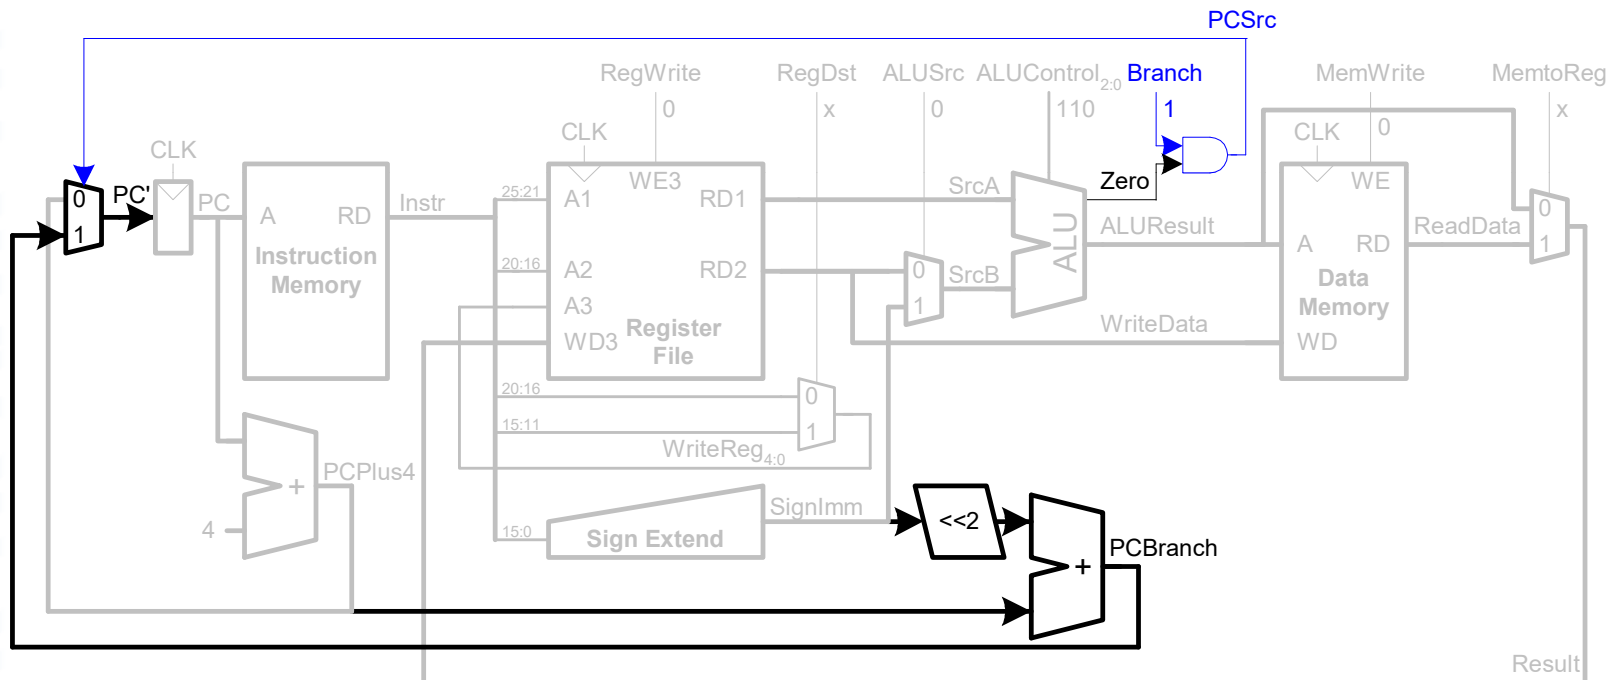 PCSrc
RegWrite RegDst ALUSrc ALUControl2:0 Branch MemWrite MemtoReg
0 x 0 110 1 0 x
CLK CLK CLK
0 PC' PC A RD Instr 25:21 A1 WE3 RD1 SrcA Zero WE 0
1
Instruction
Memory
20:16 A2 RD2 0 SrcB ALU ALUResult A RD ReadData 1
A3 1
Data
Memory
WD3 Register
File
WriteData WD
20:16 0
15:11 1
WriteReg4:0
PCPlus4
+
4
15:0 Sign Extend SignImm <<2
+ PCBranch
Result